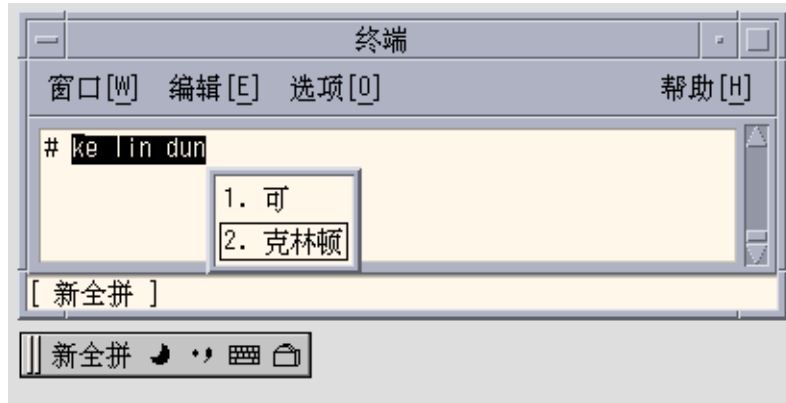 终端
窗口[W] 编辑[E] 选项[O] 帮助[H]
# ke lin dun
1. 可
2. 克林顿
[ 新全拼 ]
新全拼